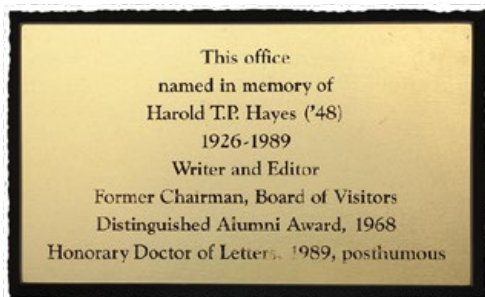 This office
named in memory of
Harold T.P. Hayes ('48)
1926-1989
Writer and Editor
Former Chairman, Board of Visitors
Distinguished Alumni Award, 1968
Honorary Doctor of Letters, 1989, posthumous